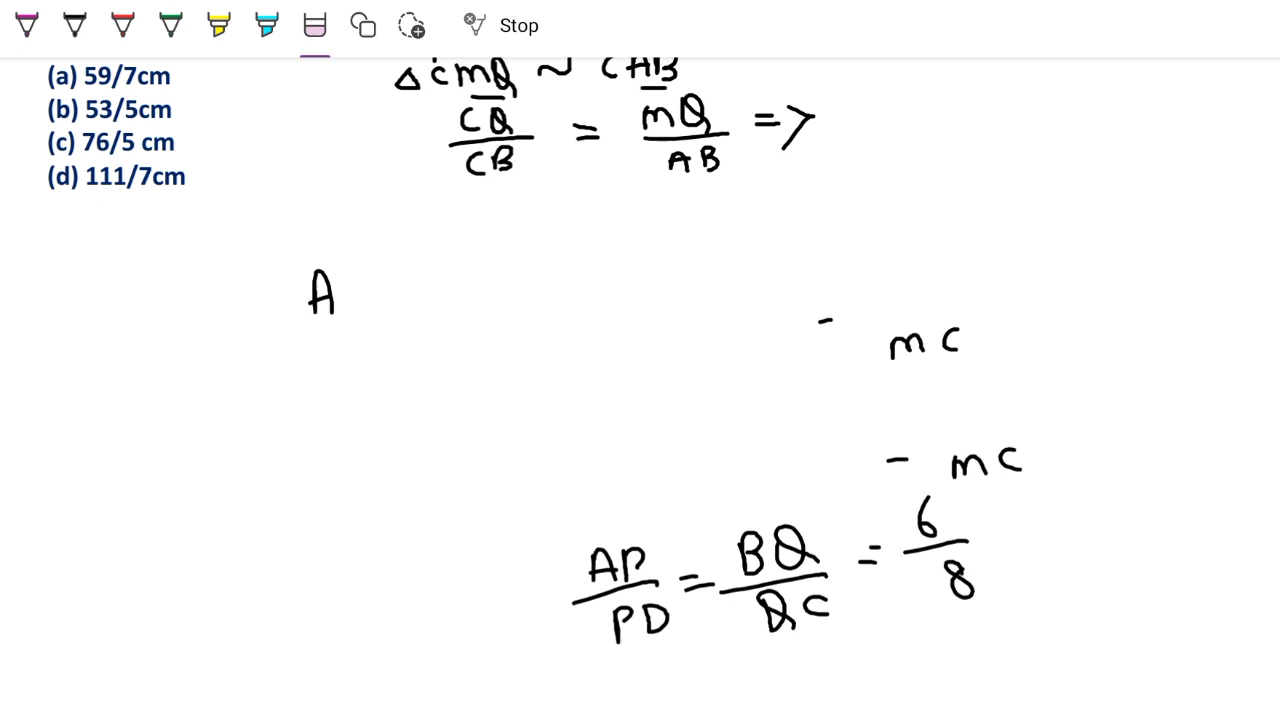 Stop
(a) 59/7cm
(b) 53/5cm
(c) 76/5 cm
(d) 111/7cm
Δ CMQ ~ CAB
CQ/CB = MQ/AB =>
A
- MC
- MC
AP/PD = BQ/QC = 6/8